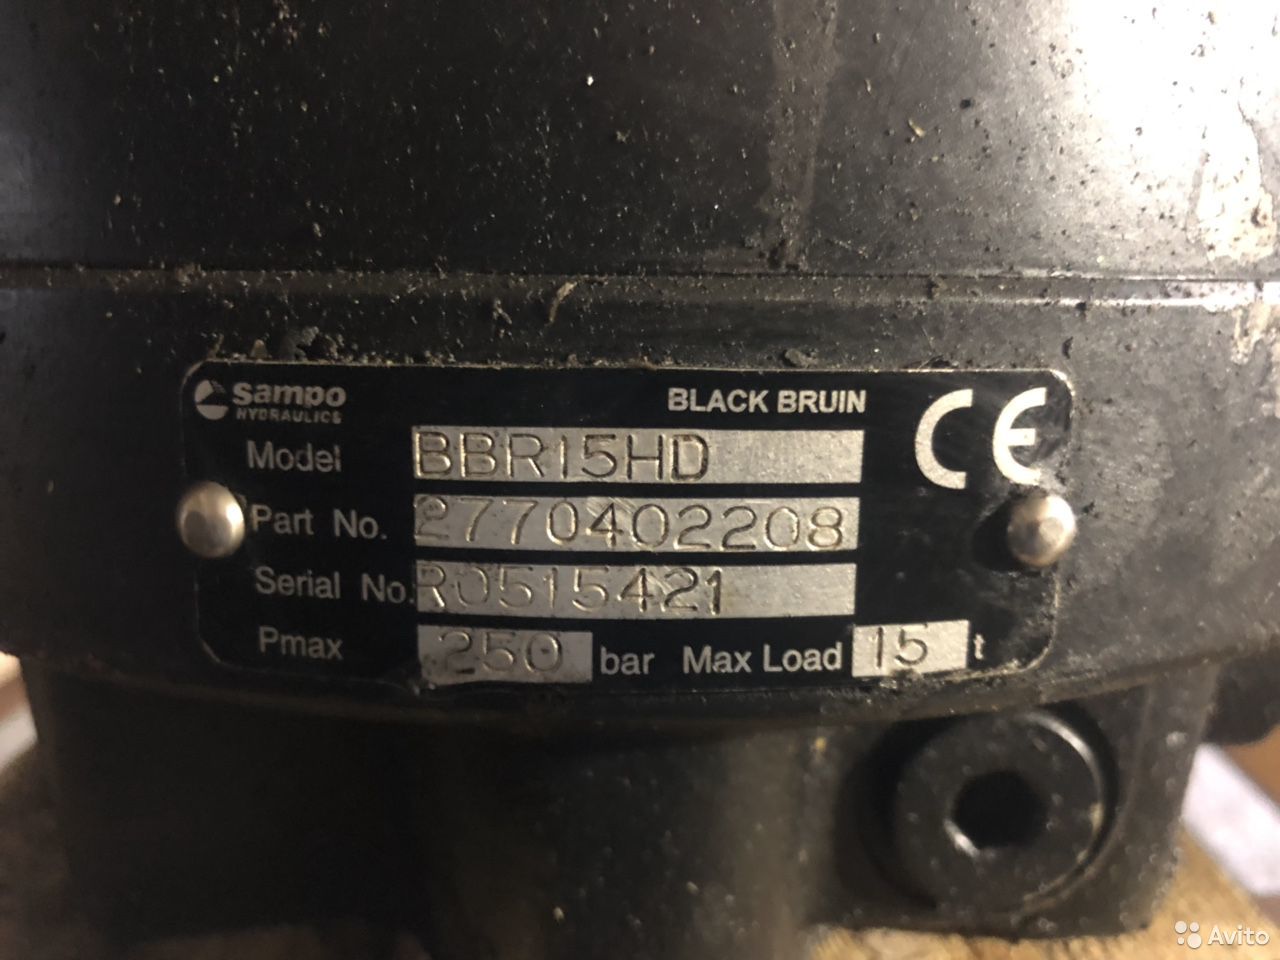 sampo BLACK BRUIN CE
HYDRAULICS
Model BBR15HD
Part No. 2770402208
Serial No. R0515421
Pmax 250 bar Max Load 15 t
Avito